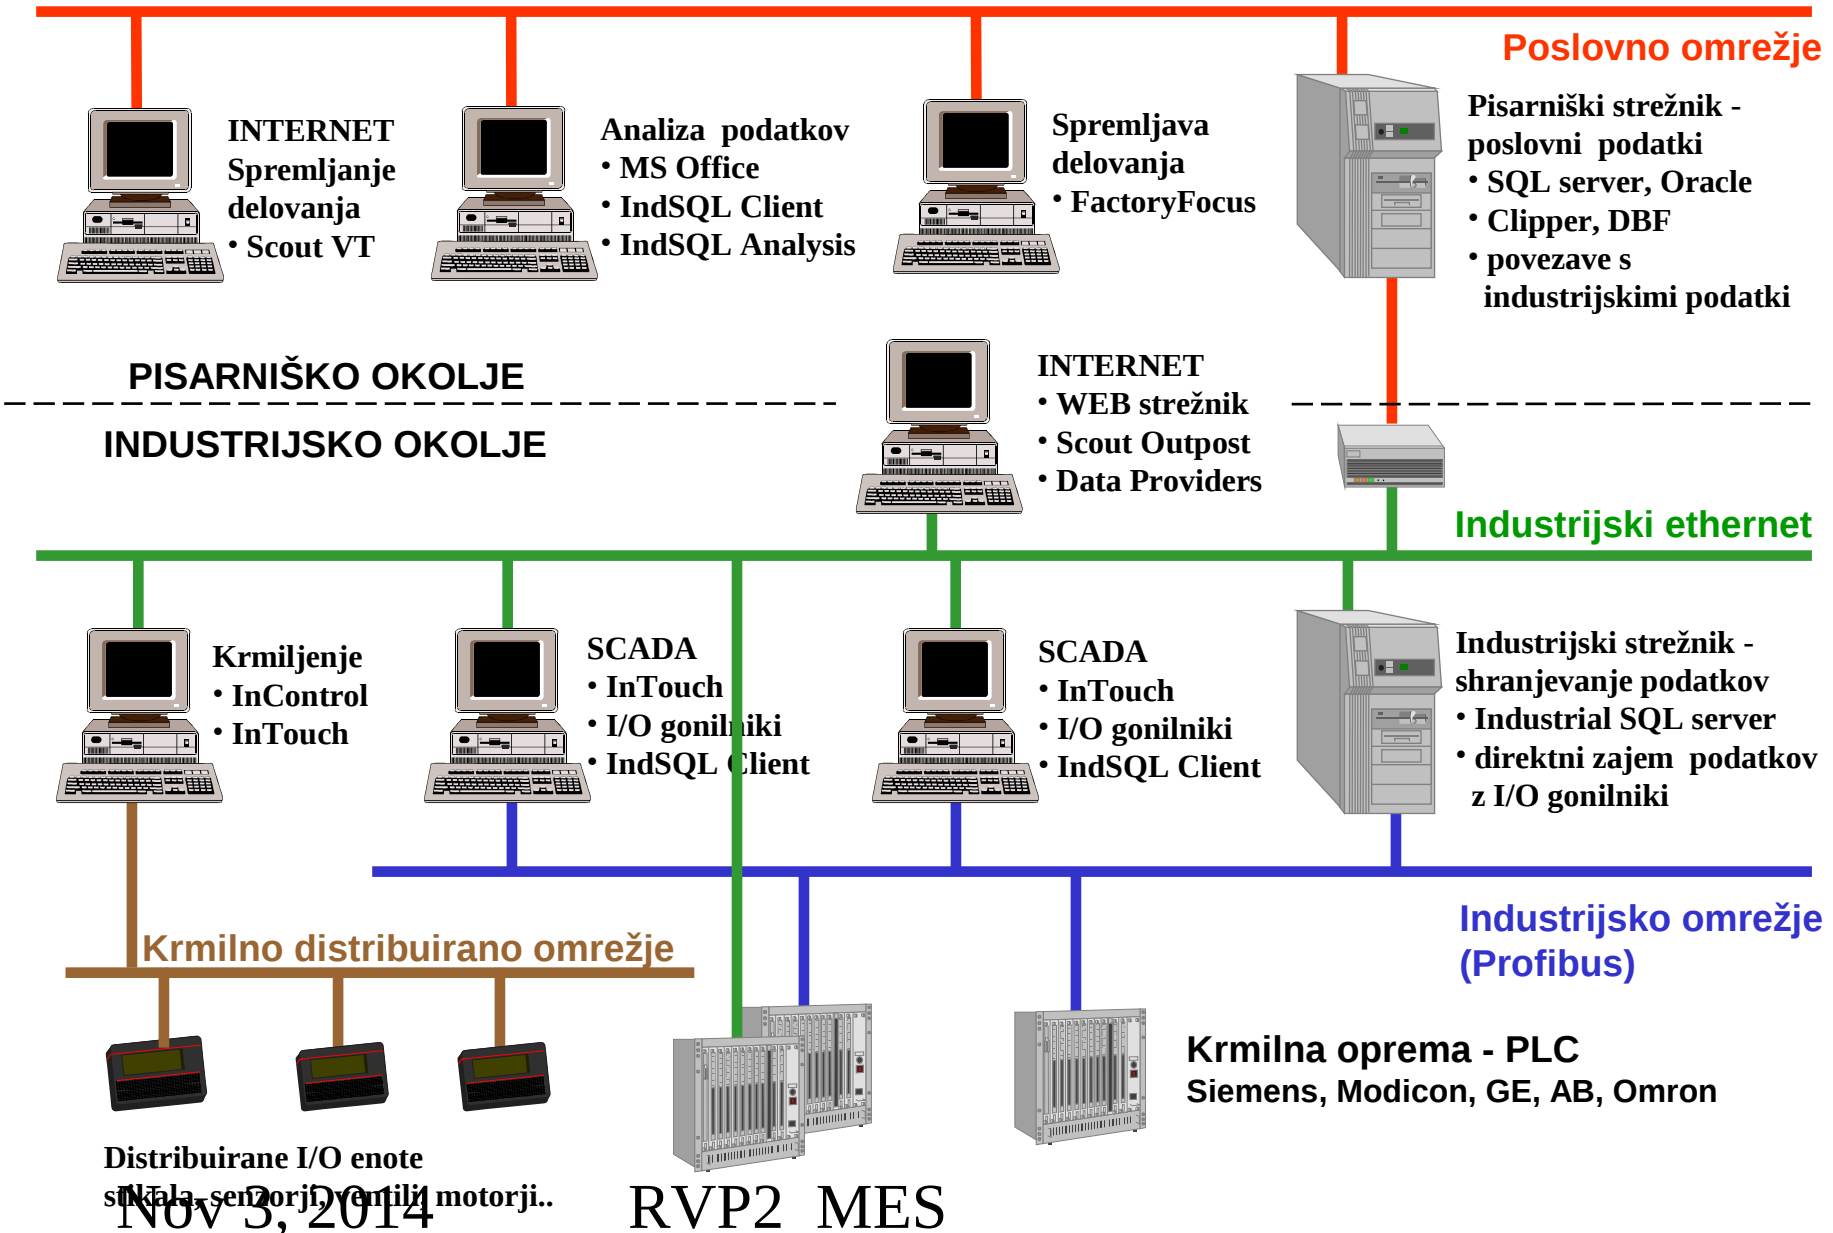 Poslovno omrežje
INTERNET
Spremljanje
delovanja
• Scout VT
Analiza  podatkov
• MS Office
• IndSQL Client
• IndSQL Analysis
Spremljava
delovanja
• FactoryFocus
Pisarniški strežnik -
poslovni  podatki
• SQL server, Oracle
• Clipper, DBF
• povezave s
industrijskimi podatki
PISARNIŠKO OKOLJE
INDUSTRIJSKO OKOLJE
INTERNET
• WEB strežnik
• Scout Outpost
• Data Providers
Industrijski ethernet
Krmiljenje
• InControl
• InTouch
SCADA
• InTouch
• I/O gonilniki
• IndSQL Client
SCADA
• InTouch
• I/O gonilniki
• IndSQL Client
Industrijski strežnik -
shranjevanje podatkov
• Industrial SQL server
• direktni zajem  podatkov
z I/O gonilniki
Krmilno distribuirano omrežje
Industrijsko omrežje
(Profibus)
Krmilna oprema - PLC
Siemens, Modicon, GE, AB, Omron
Distribuirane I/O enote
stikala, senzorji, ventili, motorji..
Nov 3, 2014
RVP2  MES